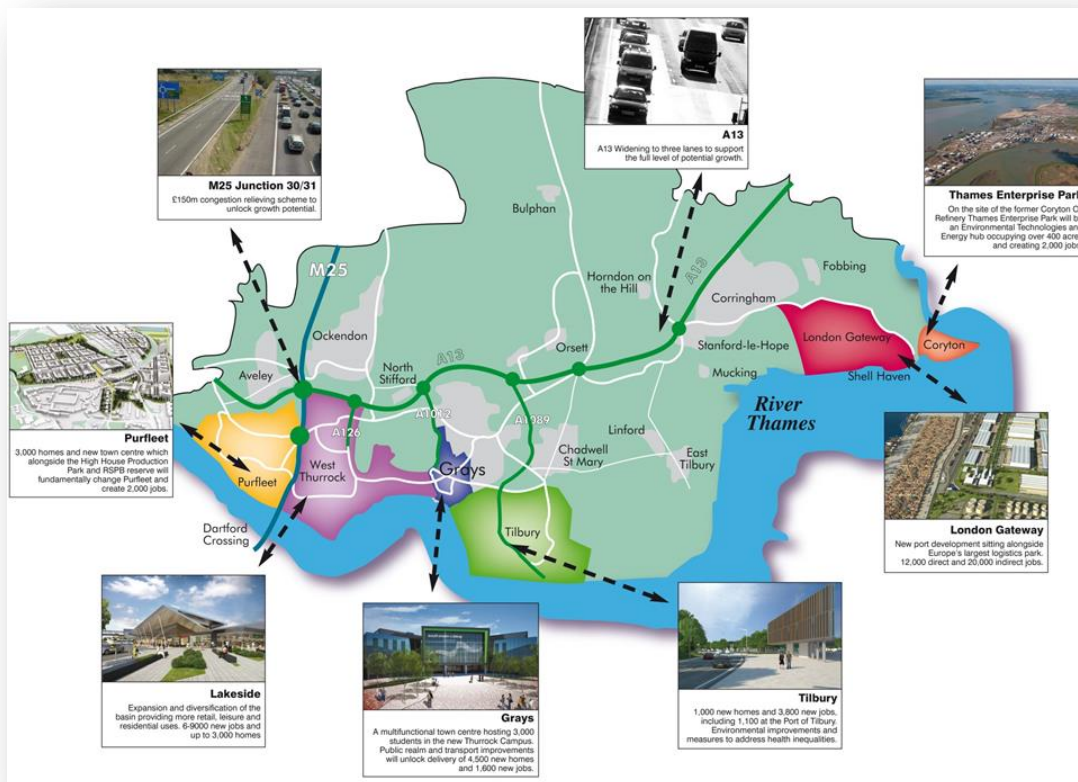 M25 Junction 30/31
£150m congestion relieving scheme to
unlock growth potential.
A13
A13 Widening to three lanes to support
the full level of potential growth.
Thames Enterprise Park
On the site of the former Coryton O
Refinery Thames Enterprise Park will b
an Environmental Technologies an
Energy hub occupying over 400 acre
and creating 2,000 jobs
Purfleet
3,000 homes and new town centre which
alongside the High House Production
Park and RSPB reserve will
fundamentally change Purfleet and
create 2,000 jobs.
M25
Bulphan
Horndon on
the Hill
A13
Fobbing
Corringham
Ockendon
London Gateway
Coryton
Orsett
Stanford-le-Hope
A13
North
Stifford
Aveley
Mucking
Shell Haven
River
Thames
A1012
A1089
A126
Linford
Chadwell
St Mary
East
Tilbury
West
Thurrock
Grays
Purfleet
Tilbury
Dartford
Crossing
London Gateway
New port development sitting alongside
Europe's largest logistics park.
12,000 direct and 20,000 indirect jobs.
Lakeside
Expansion and diversification of the
basin providing more retail, leisure and
residential uses. 6-9000 new jobs and
up to 3,000 homes
Grays
A multifunctional town centre hosting 3,000
students in the new Thurrock Campus.
Public realm and transport improvements
will unlock delivery of 4,500 new homes
and 1,600 new jobs.
Tilbury
1,000 new homes and 3,800 new jobs,
including 1,100 at the Port of Tilbury.
Environmental improvements and
measures to address health inequalities.